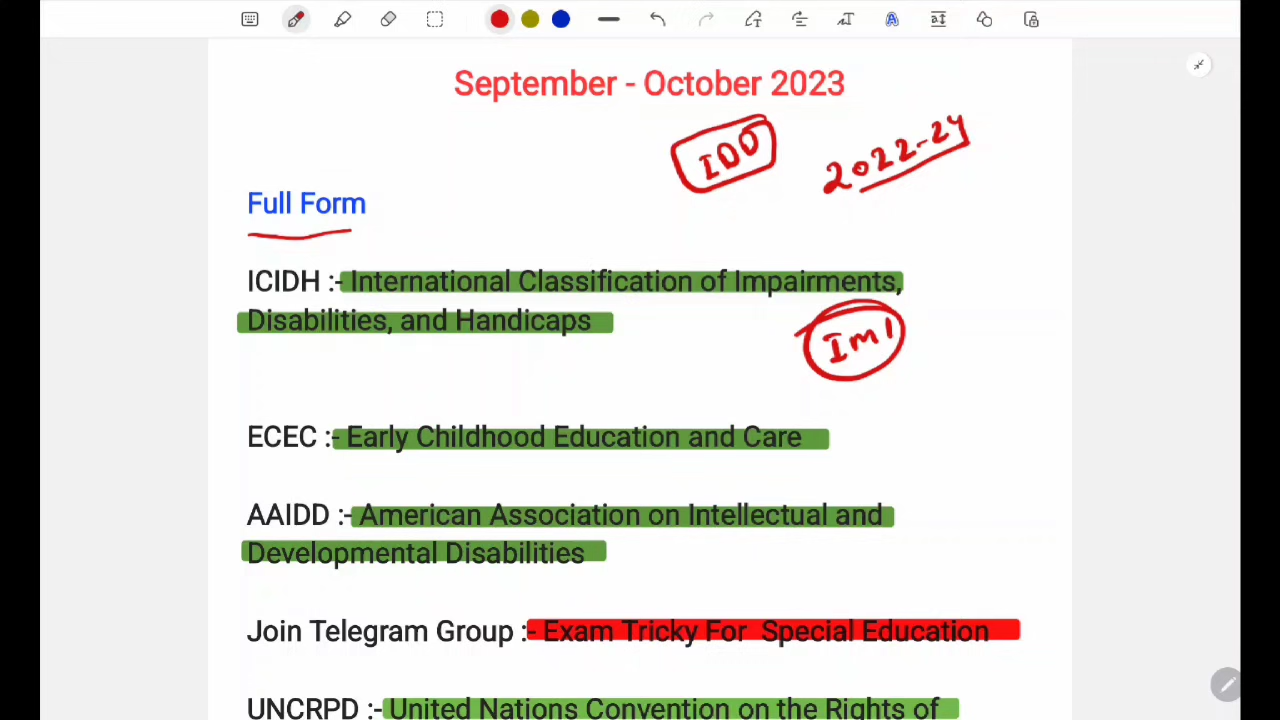 September - October 2023
IDD
2022-24
Full Form
ICIDH :- International Classification of Impairments,
Disabilities, and Handicaps
Im1
ECEC :- Early Childhood Education and Care
AAIDD :- American Association on Intellectual and
Developmental Disabilities
Join Telegram Group :- Exam Tricky For Special Education
UNCRPD :- United Nations Convention on the Rights of